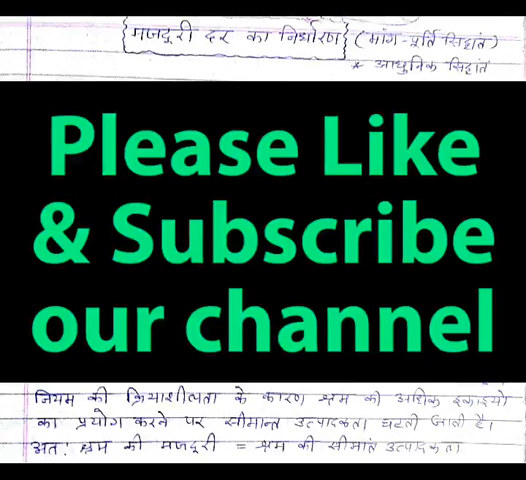 {मजदूरी दर का निर्धारण} (मांग-पूर्ति सिद्धांत)
* आधुनिक सिद्धांत
Please Like
& Subscribe
our channel
नियम की क्रियाशीलता के कारण श्रम की अधिक इकाइयो
का प्रयोग करने पर सीमान्त उत्पादकता घटती जाती है।
अतः श्रम की मजदूरी = श्रम की सीमांत उत्पादकता